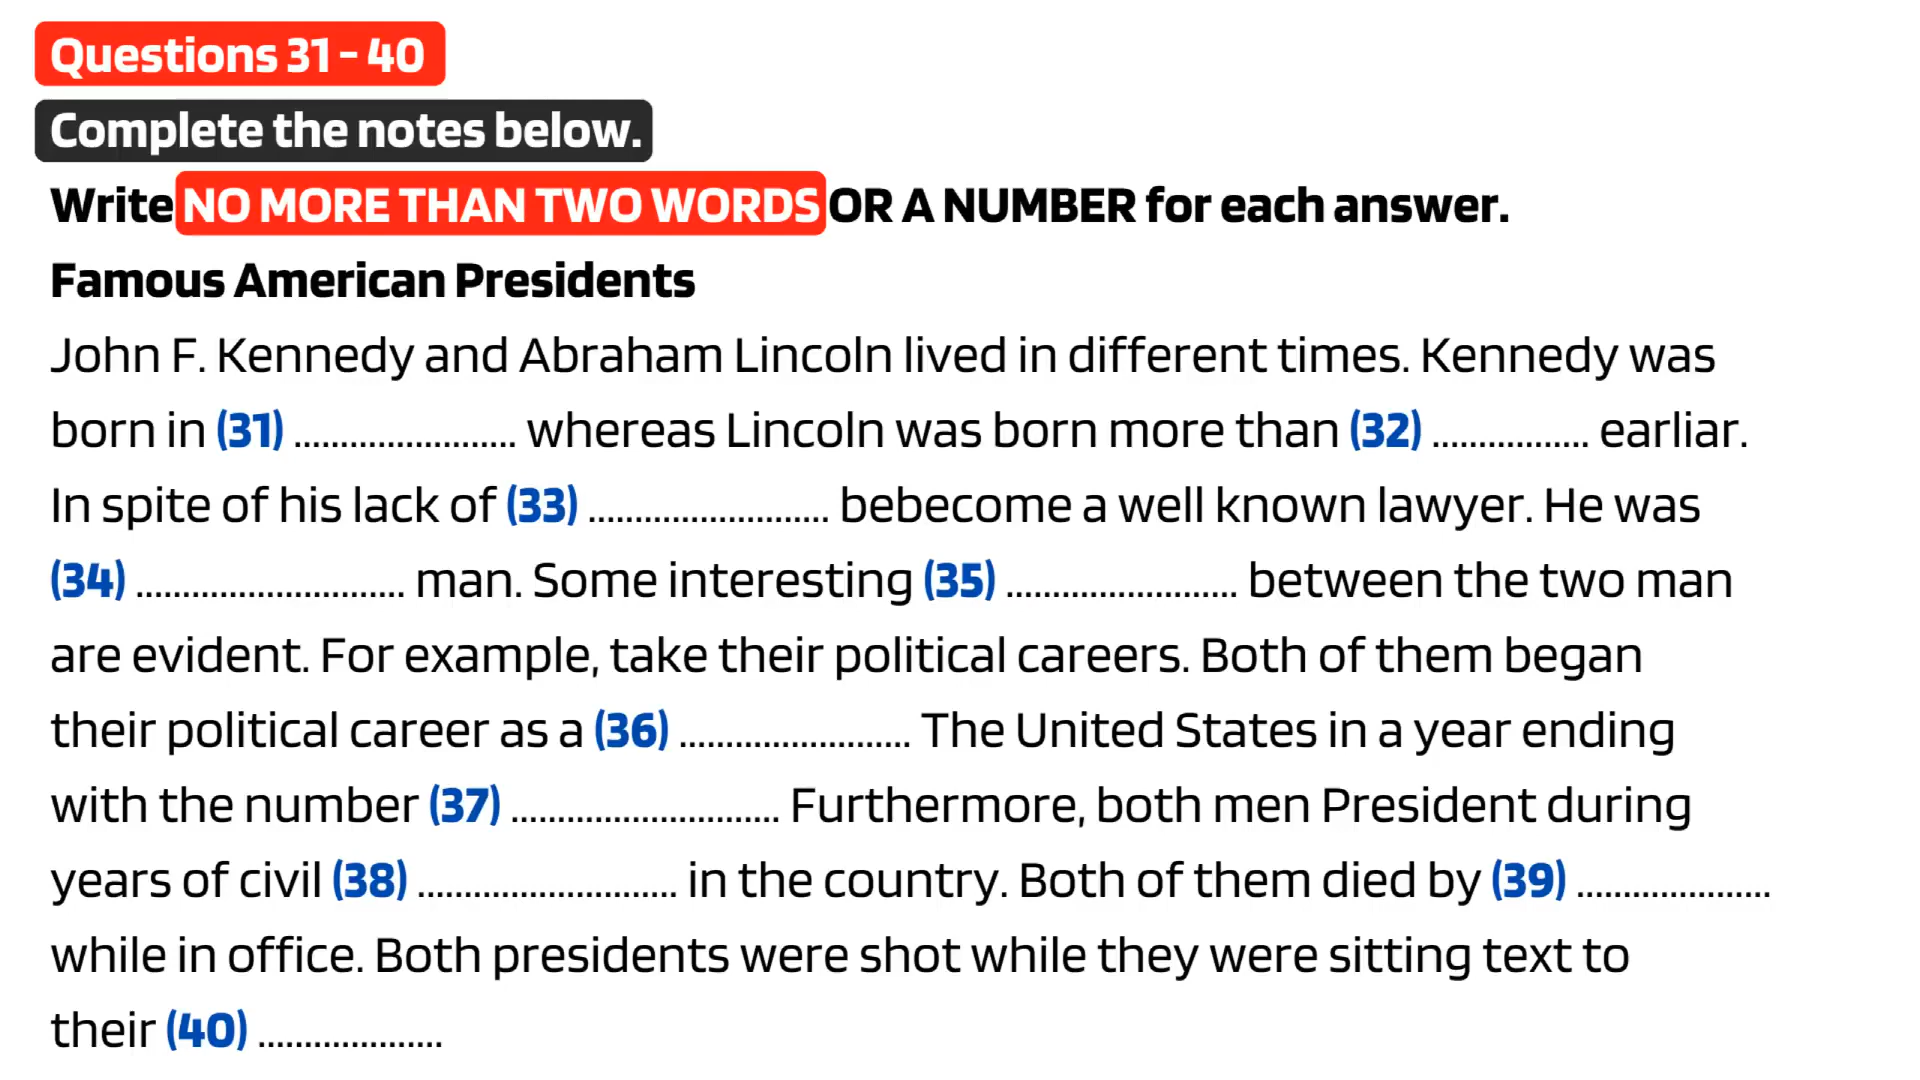 Questions 31 - 40
Complete the notes below.
Write NO MORE THAN TWO WORDS OR A NUMBER for each answer.
Famous American Presidents
John F. Kennedy and Abraham Lincoln lived in different times. Kennedy was
born in (31) ........................ whereas Lincoln was born more than (32) ................. earliar.
In spite of his lack of (33) .......................... bebecome a well known lawyer. He was
(34) ............................. man. Some interesting (35) ......................... between the two man
are evident. For example, take their political careers. Both of them began
their political career as a (36) ......................... The United States in a year ending
with the number (37) ............................. Furthermore, both men President during
years of civil (38) ............................ in the country. Both of them died by (39) .....................
while in office. Both presidents were shot while they were sitting text to
their (40) ....................